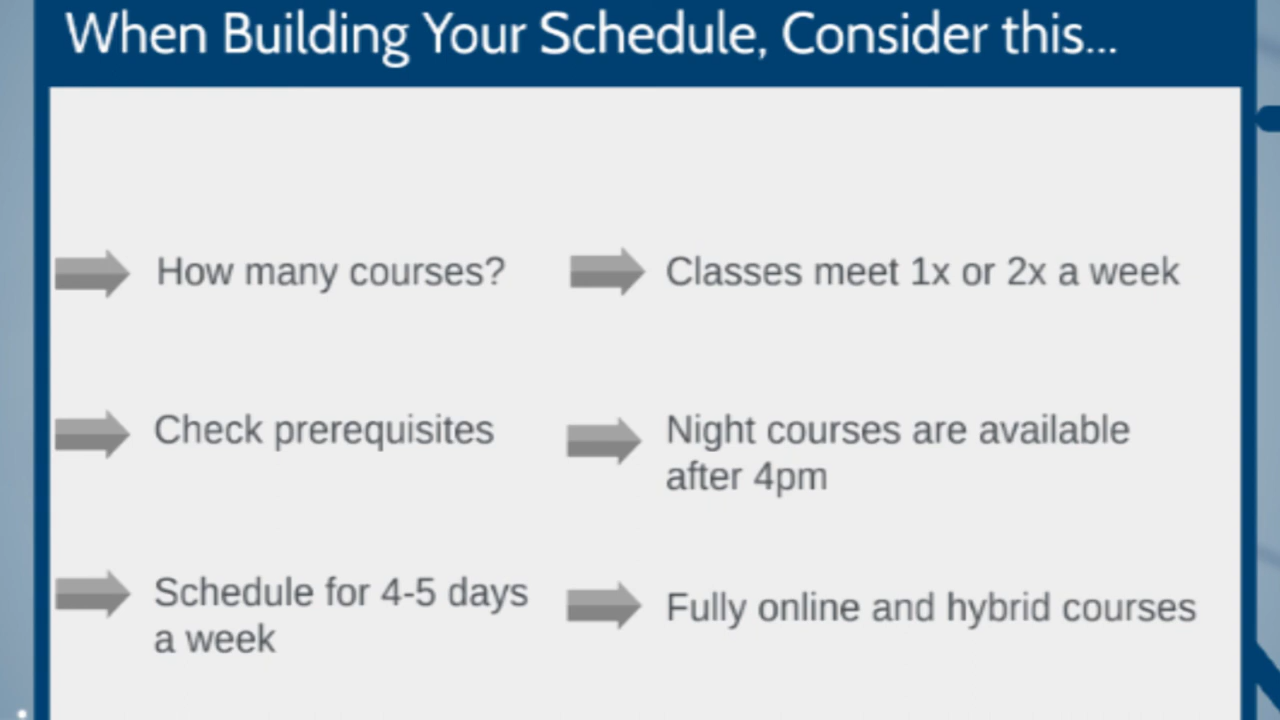 When Building Your Schedule, Consider this...
How many courses?
Check prerequisites
Schedule for 4-5 days
a week
Classes meet 1x or 2x a week
Night courses are available
after 4pm
Fully online and hybrid courses